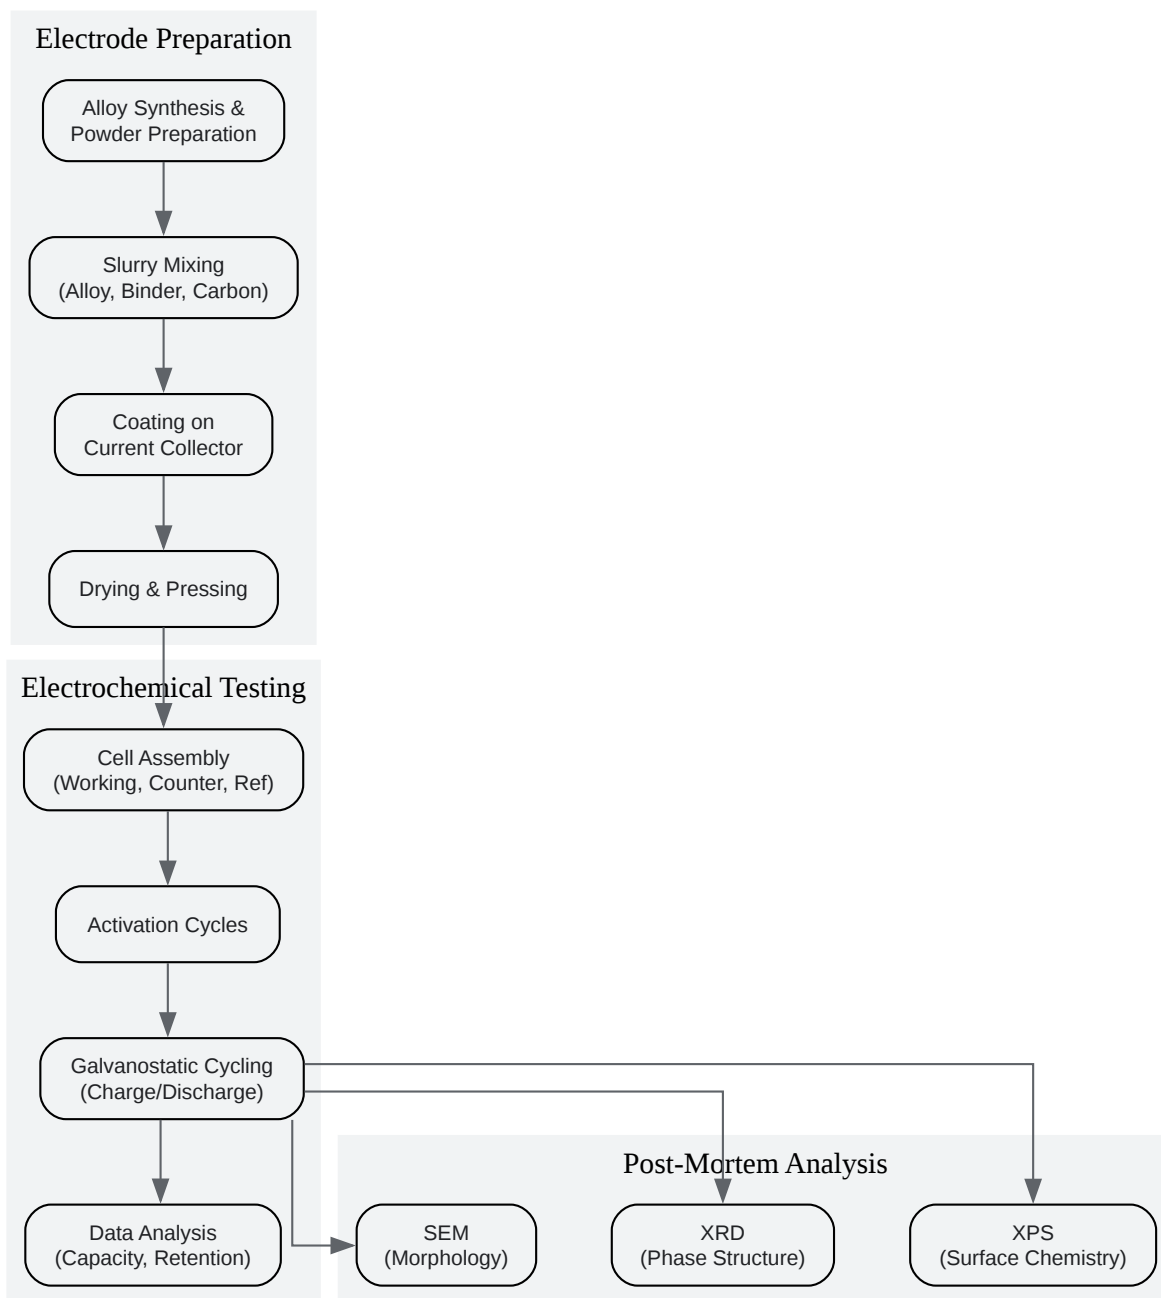 Electrode Preparation
Alloy Synthesis &
Powder Preparation
Slurry Mixing
(Alloy, Binder, Carbon)
Coating on
Current Collector
Drying & Pressing
Electrochemical Testing
Cell Assembly
(Working, Counter, Ref)
Activation Cycles
Galvanostatic Cycling
(Charge/Discharge)
Data Analysis
(Capacity, Retention)
Post-Mortem Analysis
SEM
(Morphology)
XRD
(Phase Structure)
XPS
(Surface Chemistry)